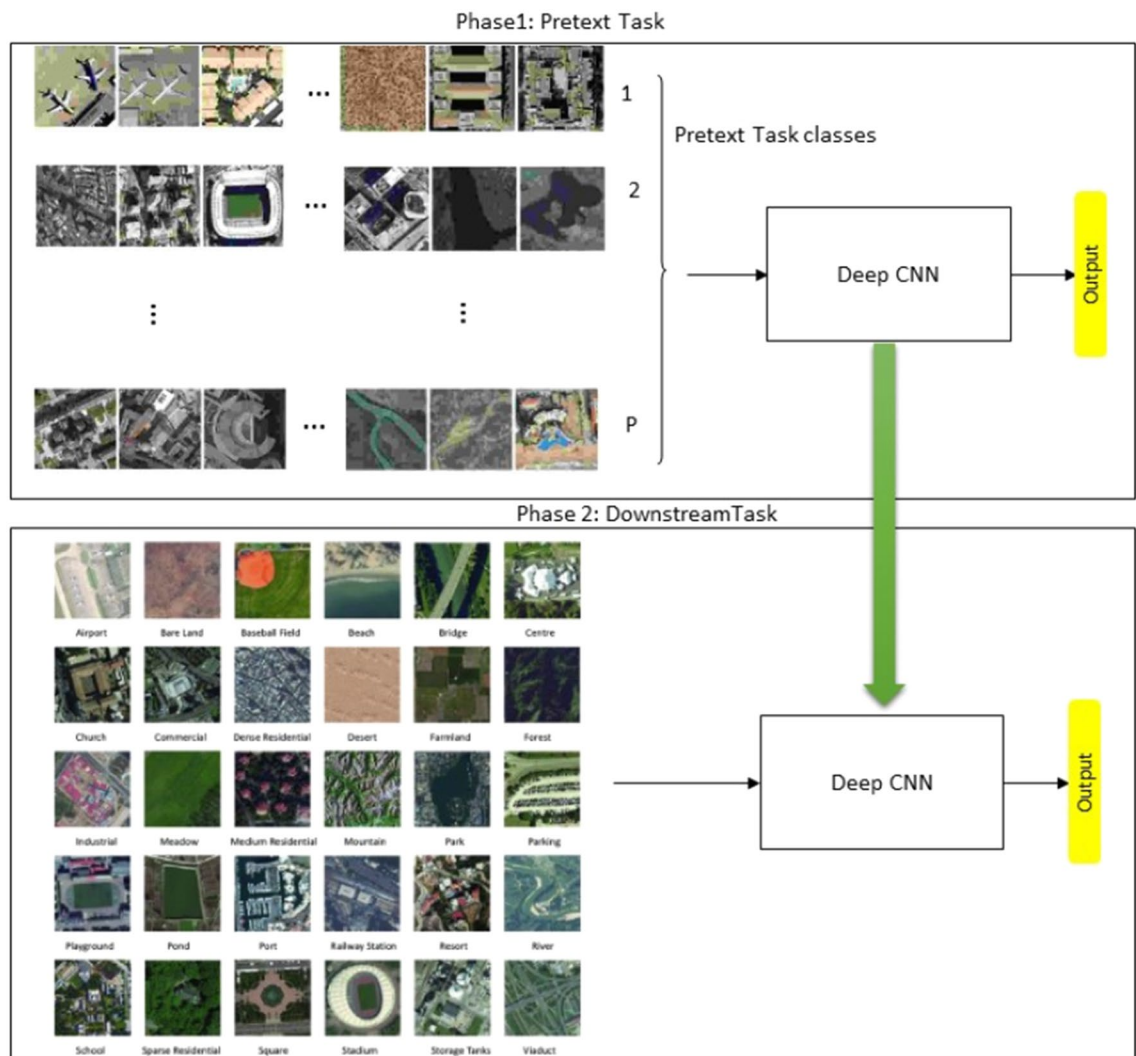 Phase1: Pretext Task
... 1
Pretext Task classes
... ... 2
Deep CNN
Output
⋮ ⋮
... ... P
Phase 2: DownstreamTask
Airport Bare Land Baseball Field Beach Bridge Centre
Church Commercial Dense Residential Desert Farmland Forest
Deep CNN
Output
Industrial Meadow Medium Residential Mountain Park Parking
Playground Pond Port Railway Station Resort River
School Sparse Residential Square Stadium Storage Tanks Viaduct